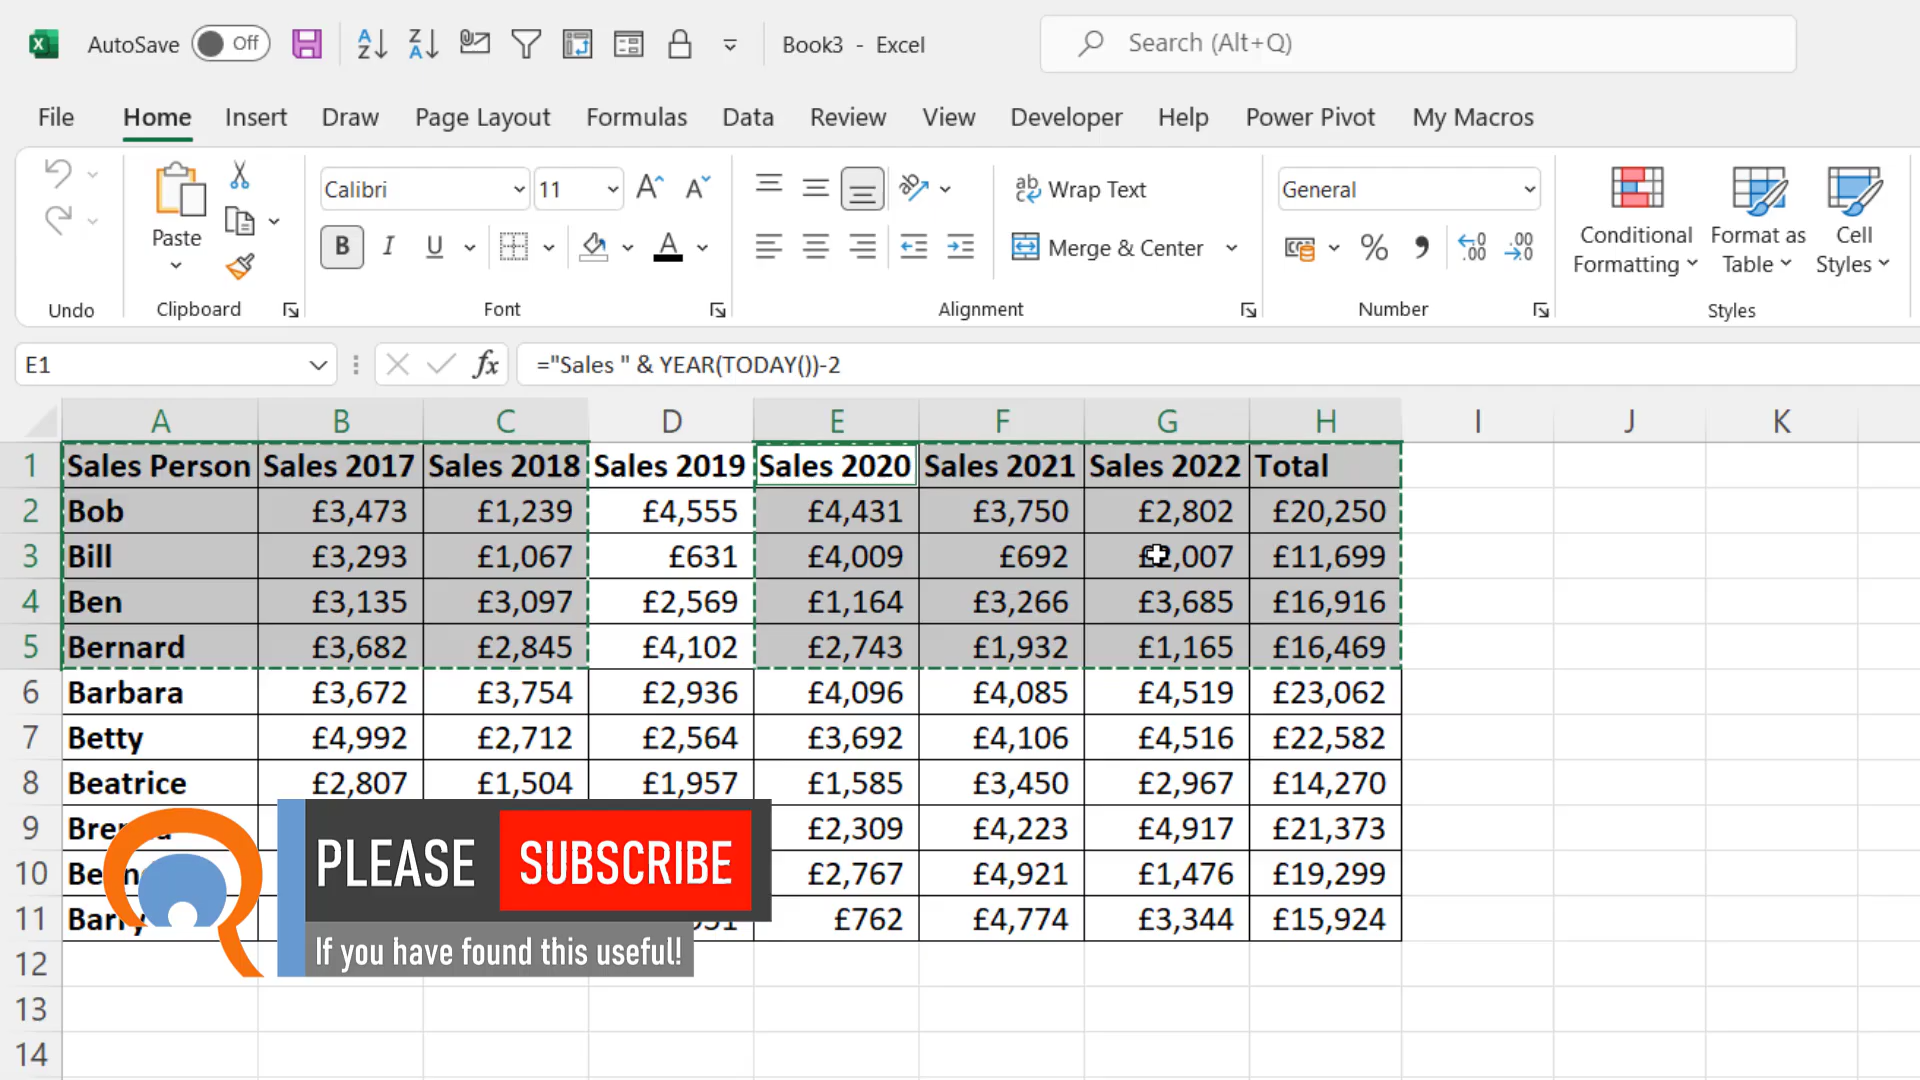 AutoSave Off Book3 - Excel Search (Alt+Q)
File Home Insert Draw Page Layout Formulas Data Review View Developer Help Power Pivot My Macros
Paste Calibri 11 Wrap Text General Conditional Formatting Format as Table Cell Styles
B I U A Merge & Center % .00
Undo Clipboard Font Alignment Number Styles
E1 fx ="Sales " & YEAR(TODAY())-2
A B C D E F G H I J K
1 Sales Person Sales 2017 Sales 2018 Sales 2019 Sales 2020 Sales 2021 Sales 2022 Total
2 Bob £3,473 £1,239 £4,555 £4,431 £3,750 £2,802 £20,250
3 Bill £3,293 £1,067 £631 £4,009 £692 ,007 £11,699
4 Ben £3,135 £3,097 £2,569 £1,164 £3,266 £3,685 £16,916
5 Bernard £3,682 £2,845 £4,102 £2,743 £1,932 £1,165 £16,469
6 Barbara £3,672 £3,754 £2,936 £4,096 £4,085 £4,519 £23,062
7 Betty £4,992 £2,712 £2,564 £3,692 £4,106 £4,516 £22,582
8 Beatrice £2,807 £1,504 £1,957 £1,585 £3,450 £2,967 £14,270
9 £2,309 £4,223 £4,917 £21,373
10 £2,767 £4,921 £1,476 £19,299
11 Barry £762 £4,774 £3,344 £15,924
PLEASE SUBSCRIBE
If you have found this useful!
12
13
14